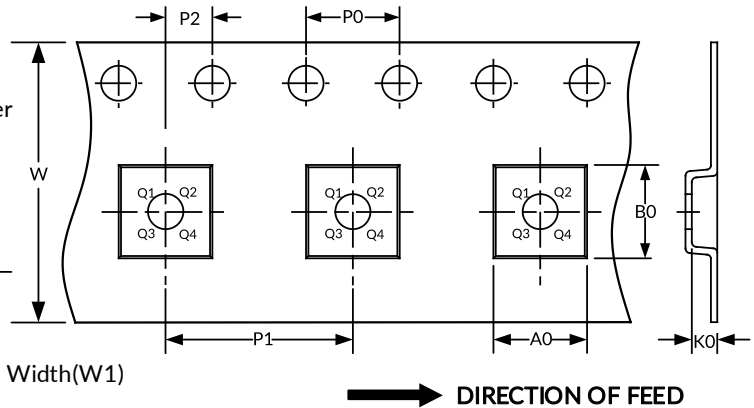 P2
P0
er
W
Q1 Q2
Q3 Q4
Q1 Q2
Q3 Q4
Q1 Q2
Q3 Q4
B0
P1
A0
K0
Width(W1)
DIRECTION OF FEED